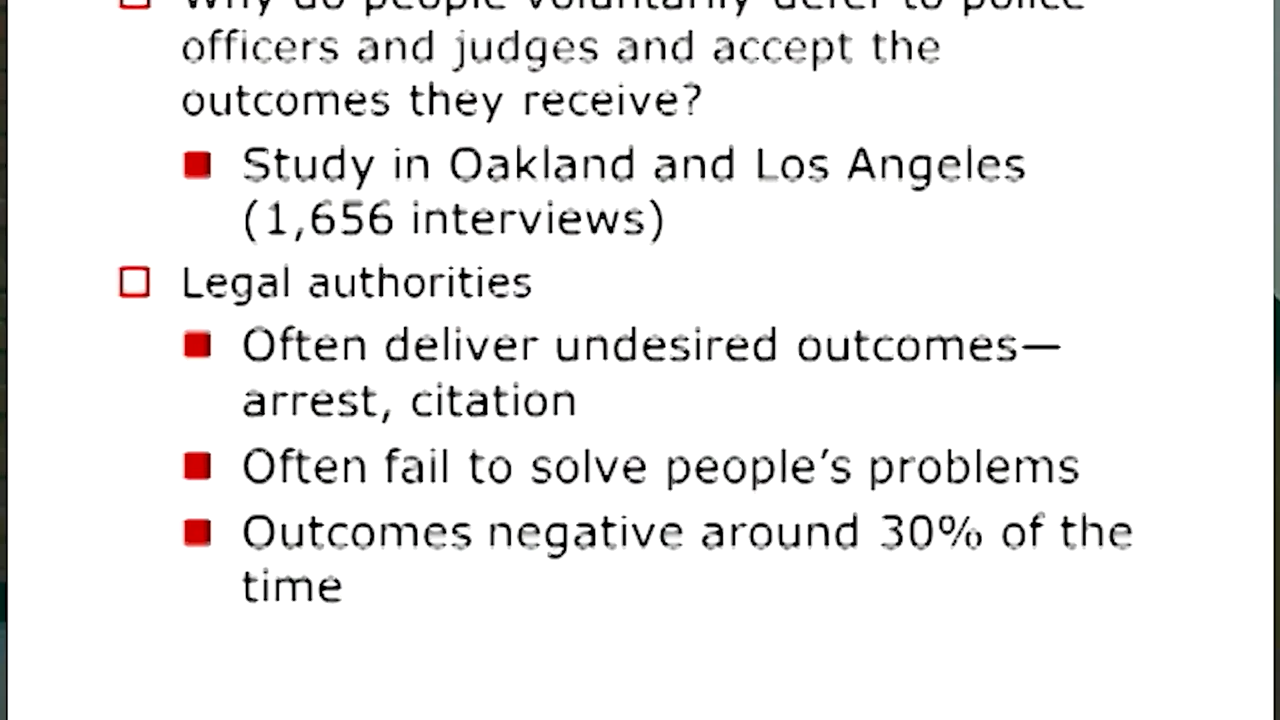 Why do people voluntarily defer to police
officers and judges and accept the
outcomes they receive?
Study in Oakland and Los Angeles
(1,656 interviews)
Legal authorities
Often deliver undesired outcomes—
arrest, citation
Often fail to solve people’s problems
Outcomes negative around 30% of the
time